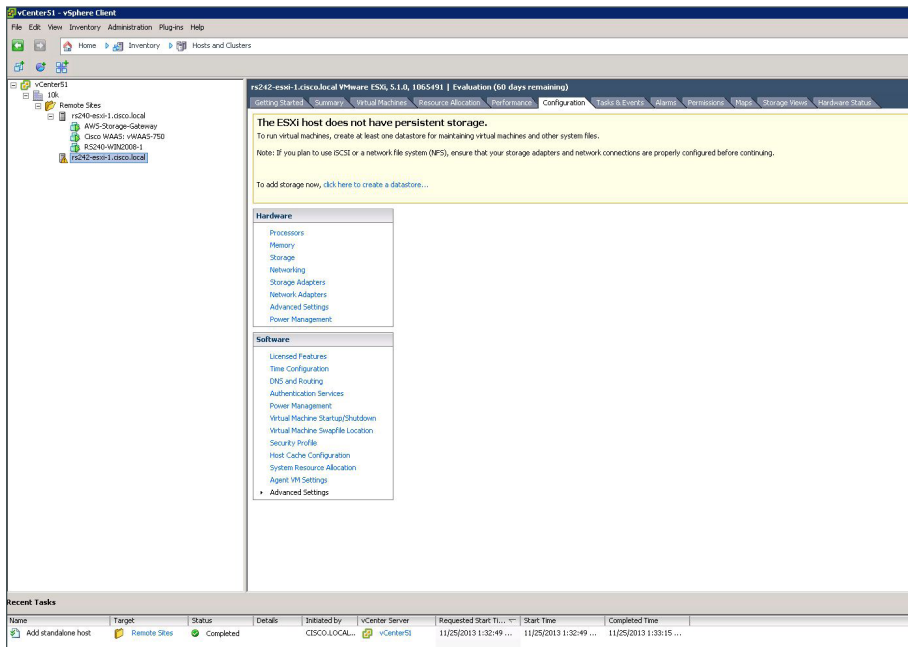 vCenter51 - vSphere Client
File Edit View Inventory Administration Plug-ins Help
Home Inventory Hosts and Clusters
vCenter51
10k
Remote Sites
rs240-esxi-1.cisco.local
AWS-Storage-Gateway
Cisco WAAS: vWAAS-750
RS240-WIN2008-1
rs242-esxi-1.cisco.local
rs242-esxi-1.cisco.local VMware ESXi, 5.1.0, 1065491 | Evaluation (60 days remaining)
Getting Started Summary Virtual Machines Resource Allocation Performance Configuration Tasks & Events Alarms Permissions Maps Storage Views Hardware Status
The ESXi host does not have persistent storage.
To run virtual machines, create at least one datastore for maintaining virtual machines and other system files.
Note: If you plan to use iSCSI or a network file system (NFS), ensure that your storage adapters and network connections are properly configured before continuing.
To add storage now, click here to create a datastore...
Hardware
Processors
Memory
Storage
Networking
Storage Adapters
Network Adapters
Advanced Settings
Power Management
Software
Licensed Features
Time Configuration
DNS and Routing
Authentication Services
Power Management
Virtual Machine Startup/Shutdown
Virtual Machine Swapfile Location
Security Profile
Host Cache Configuration
System Resource Allocation
Agent VM Settings
Advanced Settings
Recent Tasks
Name Target Status Details Initiated by vCenter Server Requested Start Ti... Start Time Completed Time
Add standalone host Remote Sites Completed CISCO.LOCAL... vCenter51 11/25/2013 1:32:49 ... 11/25/2013 1:32:49 ... 11/25/2013 1:33:15 ...